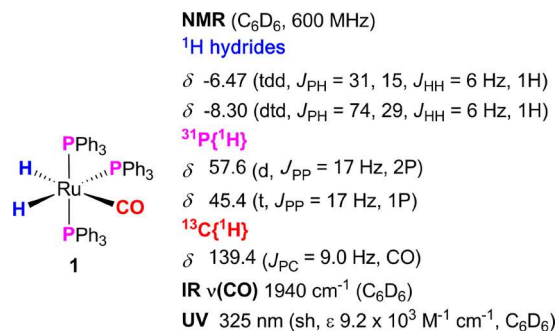 NMR (C6D6, 600 MHz)
¹H hydrides
δ -6.47 (tdd, JPH = 31, 15, JHH = 6 Hz, 1H)
δ -8.30 (dtd, JPH = 74, 29, JHH = 6 Hz, 1H)
³¹P{¹H}
δ 57.6 (d, JPP = 17 Hz, 2P)
δ 45.4 (t, JPP = 17 Hz, 1P)
¹³C{¹H}
δ 139.4 (JPC = 9.0 Hz, CO)
IR ν(CO) 1940 cm⁻¹ (C6D6)
UV 325 nm (sh, ε 9.2 x 10³ M⁻¹ cm⁻¹, C6D6)
PPh3
H PPh3
Ru
H CO
PPh3
1